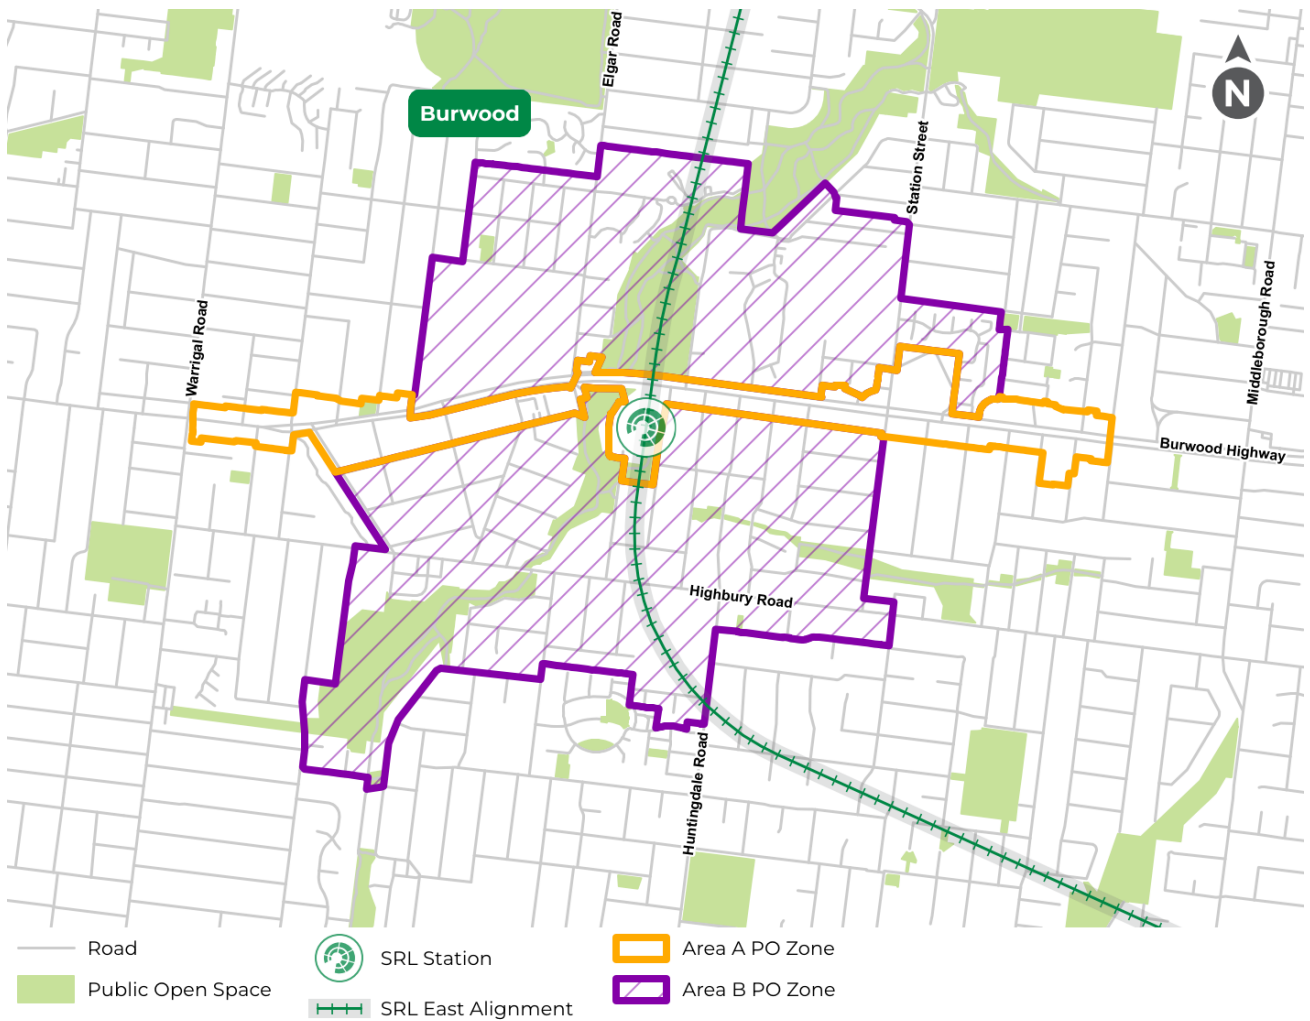 Elgar Road
N
Burwood
Station Street
Warrigal Road
Middleborough Road
Burwood Highway
Highbury Road
Huntingdale Road
Road
SRL Station
Area A PO Zone
Public Open Space
SRL East Alignment
Area B PO Zone